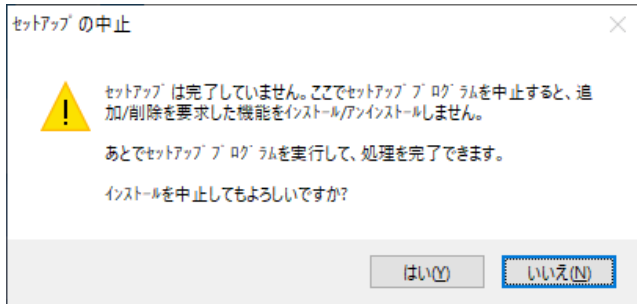 ｾｯﾄｱｯﾌﾟの中止
ｾｯﾄｱｯﾌﾟは完了していません。ここでｾｯﾄｱｯﾌﾟﾌﾟﾛｸﾞﾗﾑを中止すると、追
加/削除を要求した機能をｲﾝｽﾄｰﾙ/ｱﾝｲﾝｽﾄｰﾙしません。
あとでｾｯﾄｱｯﾌﾟﾌﾟﾛｸﾞﾗﾑを実行して、処理を完了できます。
ｲﾝｽﾄｰﾙを中止してもよろしいですか?
はい(Y)
いいえ(N)